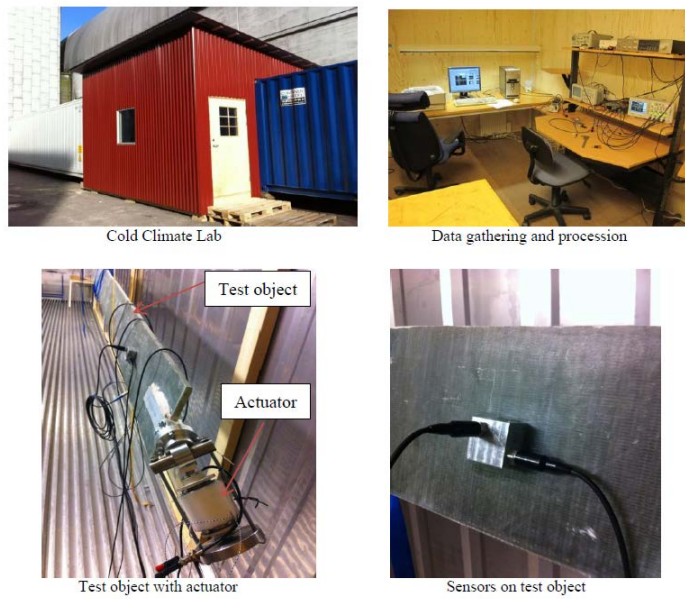 Cold Climate Lab
Data gathering and procession
Test object
Actuator
Test object with actuator
Sensors on test object